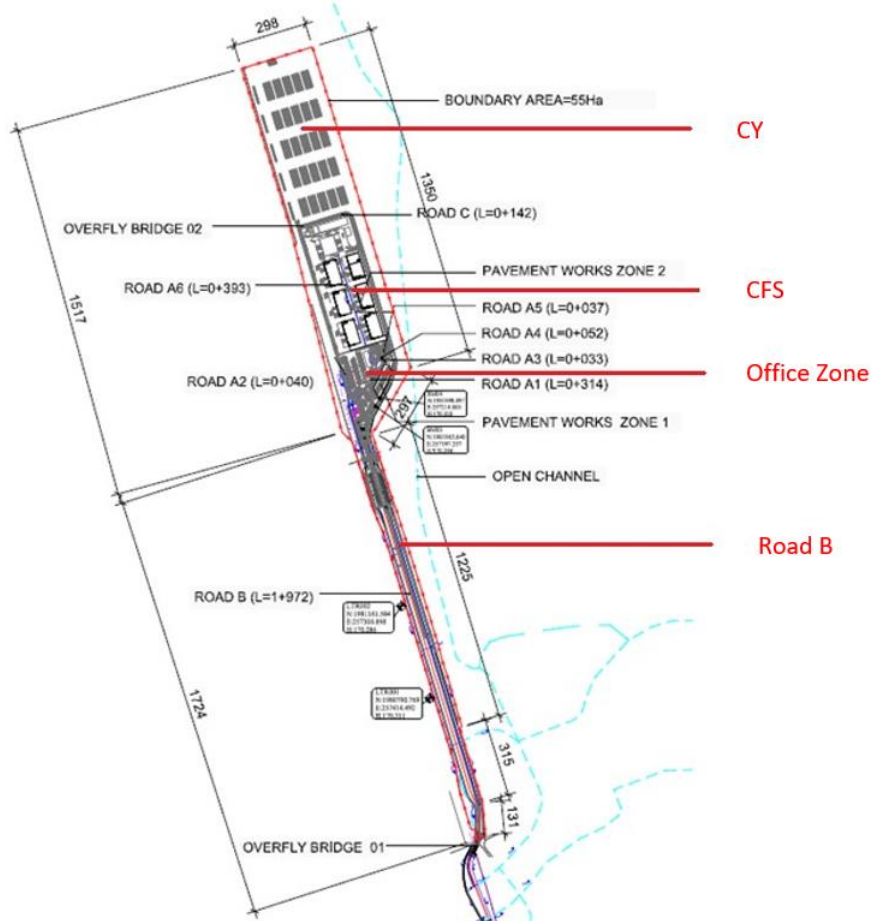 298
BOUNDARY AREA=55Ha
CY
1350
ROAD C (L=0+142)
OVERFLY BRIDGE 02
PAVEMENT WORKS ZONE 2
ROAD A6 (L=0+393)
CFS
1517
ROAD A5 (L=0+037)
ROAD A4 (L=0+052)
ROAD A3 (L=0+033)
Office Zone
ROAD A2 (L=0+040)
ROAD A1 (L=0+314)
297
PAVEMENT WORKS ZONE 1
OPEN CHANNEL
Road B
1225
ROAD B (L=1+972)
1724
315
131
OVERFLY BRIDGE 01